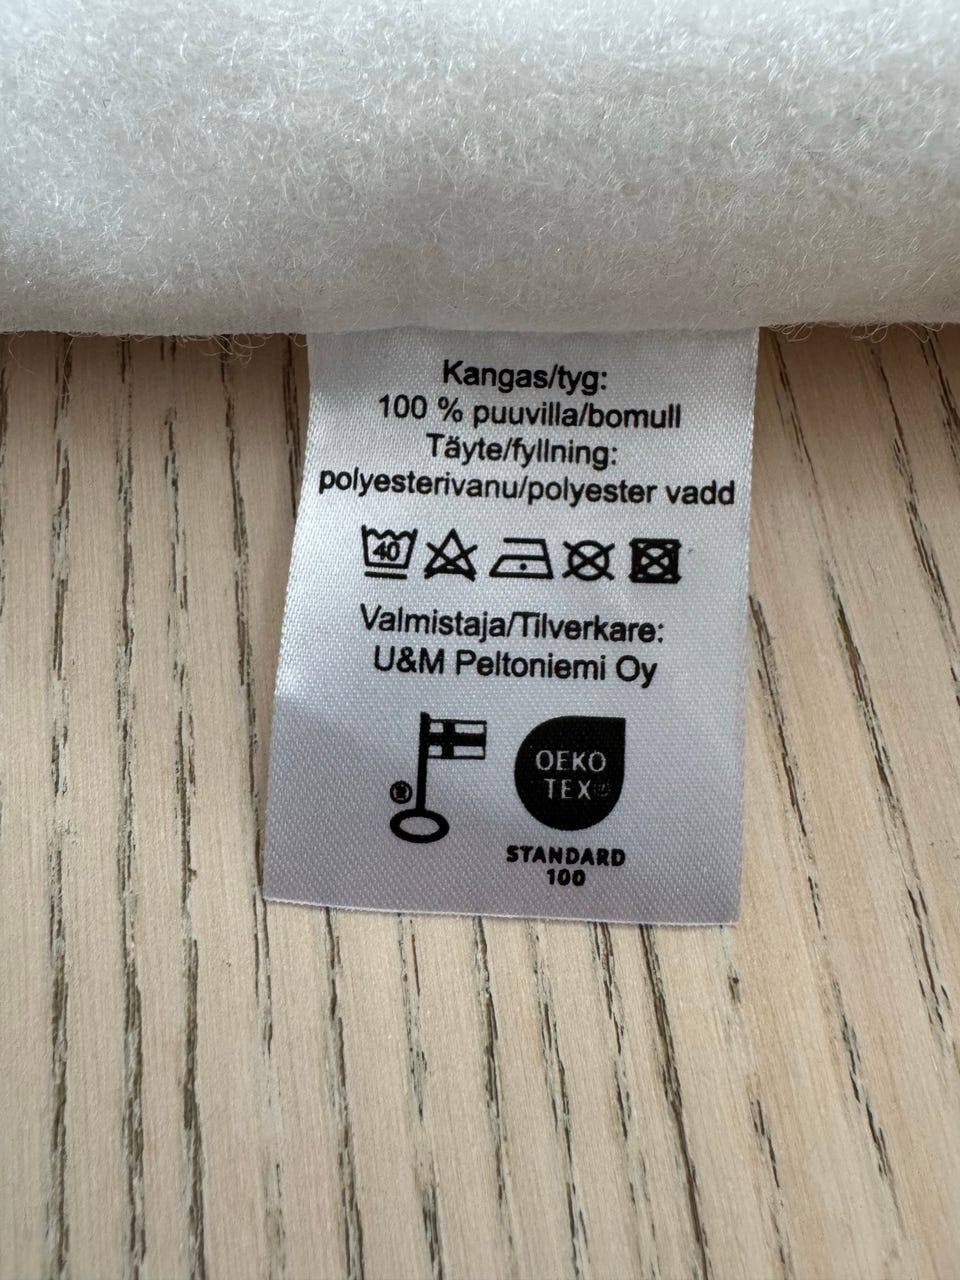 Kangas/tyg:
100 % puuvilla/bomull
Täyte/fyllning:
polyesterivanu/polyester vadd
40
Valmistaja/Tilverkare:
U&M Peltoniemi Oy
OEKO
TEX®
STANDARD
100